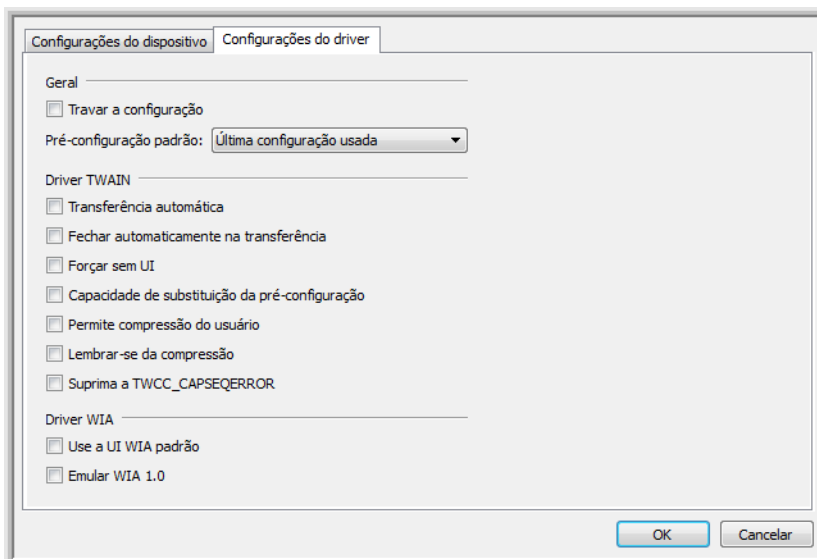 Configurações do dispositivo
Configurações do driver
Geral
Travar a configuração
Pré-configuração padrão: Última configuração usada
Driver TWAIN
Transferência automática
Fechar automaticamente na transferência
Forçar sem UI
Capacidade de substituição da pré-configuração
Permite compressão do usuário
Lembrar-se da compressão
Suprima a TWCC_CAPSEQERROR
Driver WIA
Use a UI WIA padrão
Emular WIA 1.0
OK
Cancelar